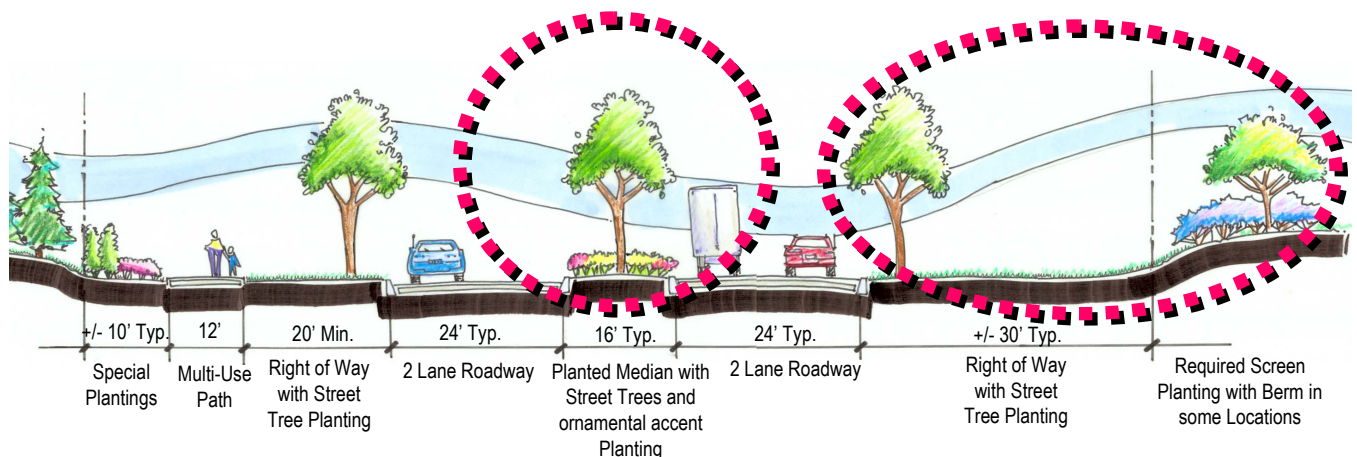 +/- 10' Typ.
12'
20' Min.
24' Typ.
16' Typ.
24' Typ.
+/- 30' Typ.
Special
Plantings
Multi-Use
Path
Right of Way
with Street
Tree Planting
2 Lane Roadway
Planted Median with
Street Trees and
ornamental accent
Planting
2 Lane Roadway
Right of Way
with Street
Tree Planting
Required Screen
Planting with Berm in
some Locations